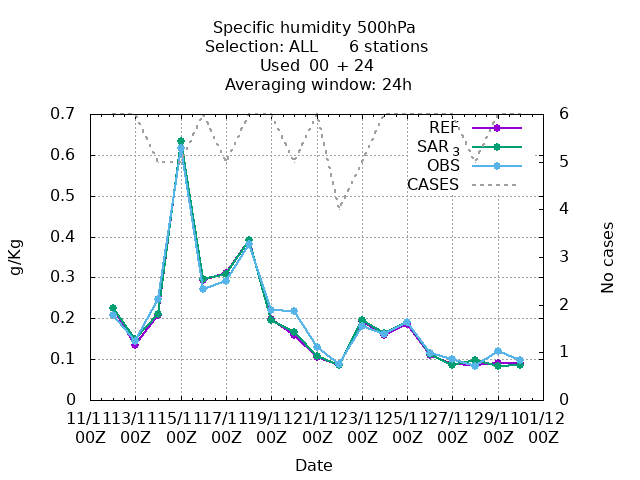 Specific humidity 500hPa
Selection: ALL 6 stations
Used 00 + 24
Averaging window: 24h
REF
SAR 3
OBS
CASES
0.7
0.6
0.5
0.4
0.3
0.2
0.1
0
g/Kg
6
5
4
3
2
1
0
No cases
11/11 13/11 15/11 17/11 19/11 21/11 23/11 25/11 27/11 29/11 01/12
00Z 00Z 00Z 00Z 00Z 00Z 00Z 00Z 00Z 00Z 00Z
Date